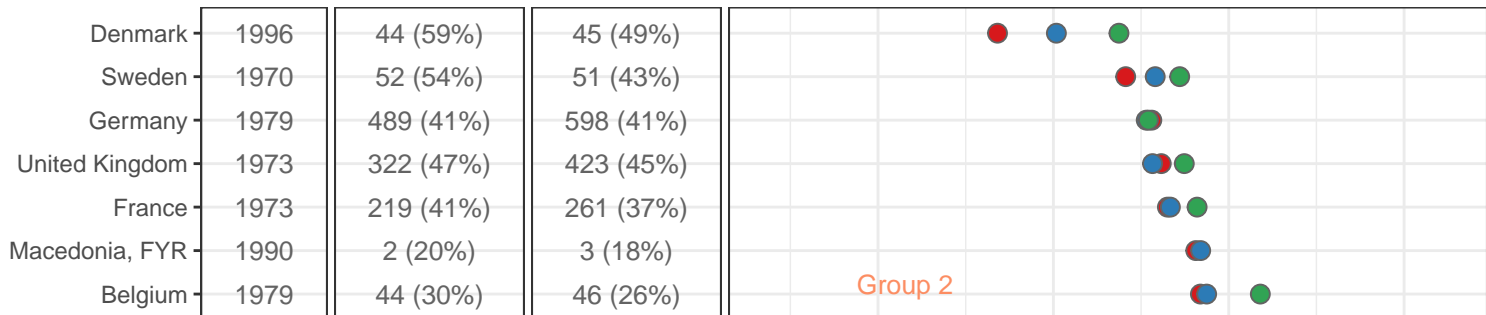 Denmark 1996 44 (59%) 45 (49%)
Sweden 1970 52 (54%) 51 (43%)
Germany 1979 489 (41%) 598 (41%)
United Kingdom 1973 322 (47%) 423 (45%)
France 1973 219 (41%) 261 (37%)
Macedonia, FYR 1990 2 (20%) 3 (18%)
Group 2
Belgium 1979 44 (30%) 46 (26%)